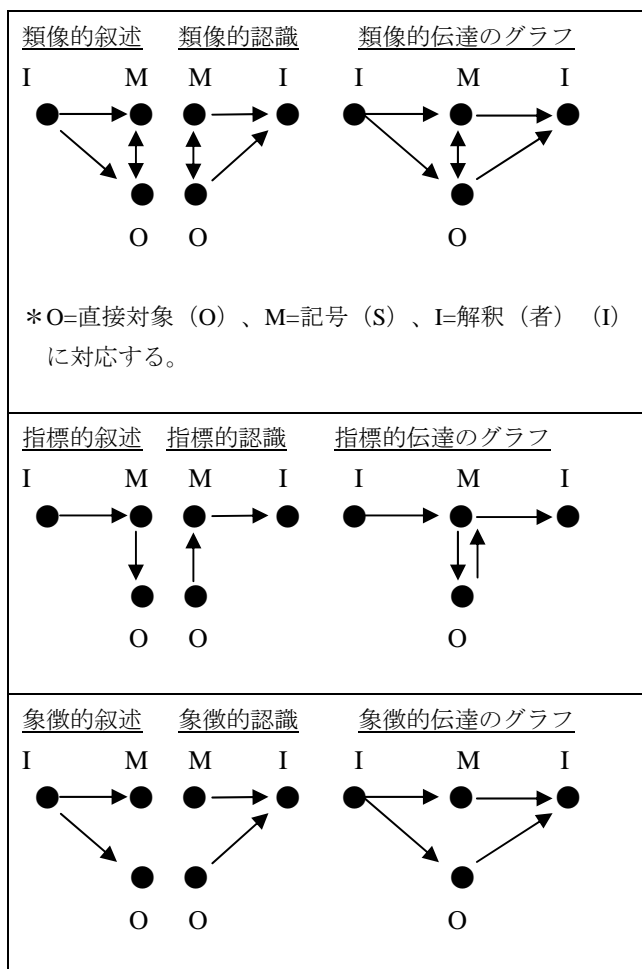 類像的叙述 類像的認識 類像的伝達のグラフ
I M M I I M I
O O O
＊O=直接対象（O）、M=記号（S）、I=解釈（者）（I）
に対応する。
指標的叙述 指標的認識 指標的伝達のグラフ
I M M I I M I
O O O
象徴的叙述 象徴的認識 象徴的伝達のグラフ
I M M I I M I
O O O